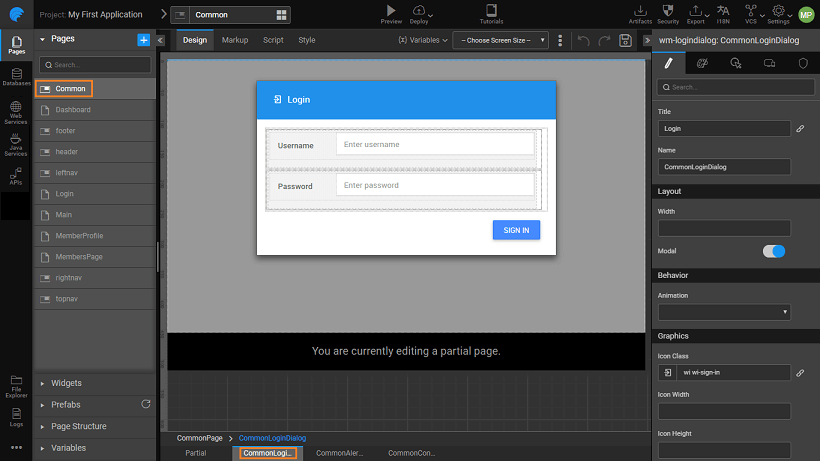 Project: My First Application
Common
Preview
Deploy
Tutorials
Artifacts
Security
Export
I18N
VCS
Settings
MP
Pages
Databases
Web Services
Java Services
APIs
File Explorer
Logs
Pages
Search...
Common
Dashboard
footer
header
leftnav
Login
Main
MemberProfile
MembersPage
rightnav
topnav
Widgets
Prefabs
Page Structure
Variables
Design
Markup
Script
Style
(x) Variables
-- Choose Screen Size --
Login
Username
Enter username
Password
Enter password
SIGN IN
You are currently editing a partial page.
CommonPage
CommonLoginDialog
Partial
CommonLogi...
CommonAler...
CommonCon...
wm-logindialog: CommonLoginDialog
Search...
Title
Login
Name
CommonLoginDialog
Layout
Width
Modal
Behavior
Animation
Graphics
Icon Class
wi wi-sign-in
Icon Width
Icon Height